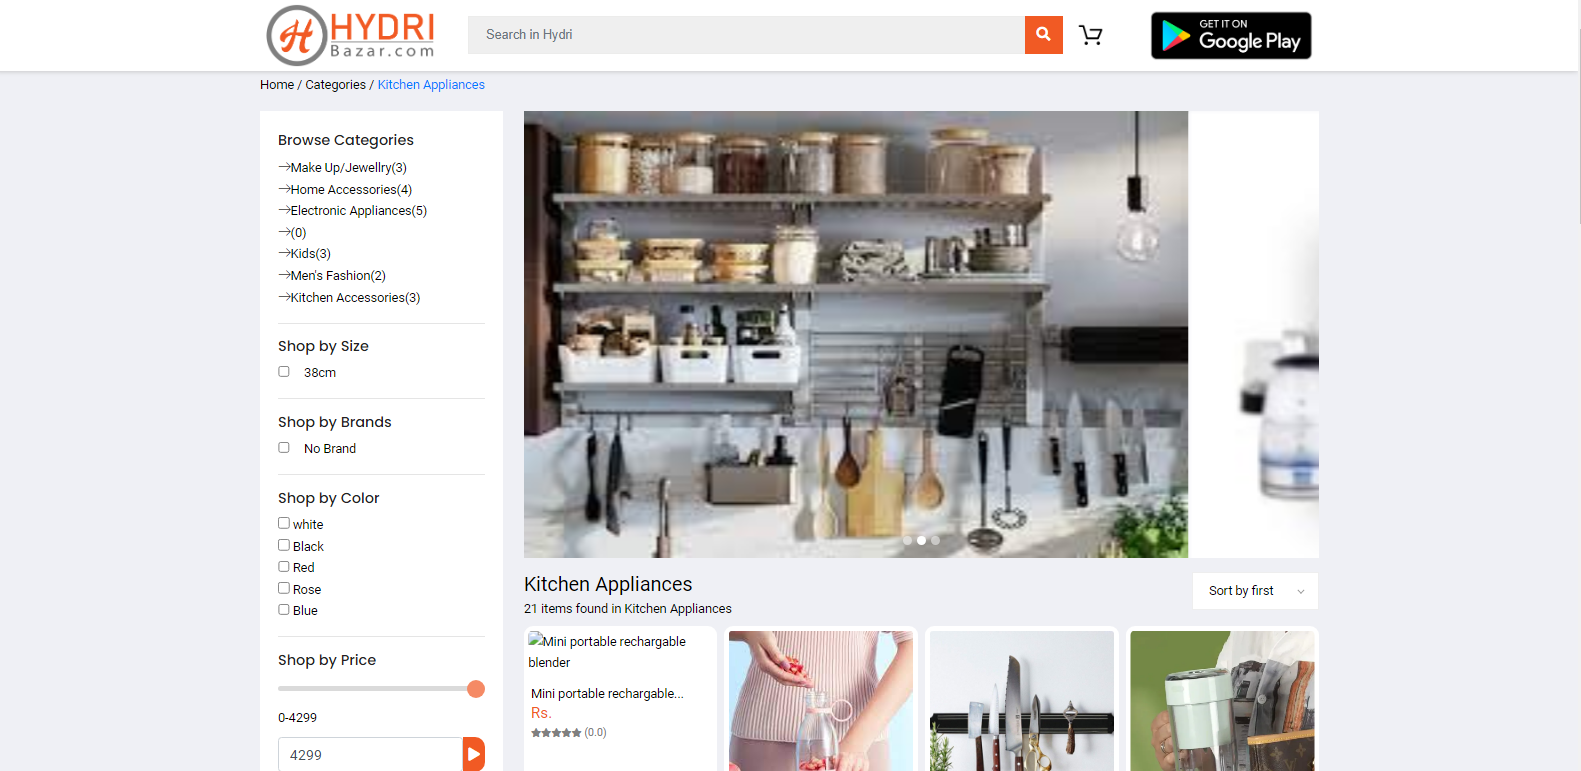 HYDRI
Bazar.com
Search in Hydri
GET IT ON
Google Play
Home / Categories / Kitchen Appliances
Browse Categories
Make Up/Jewellry(3)
Home Accessories(4)
Electronic Appliances(5)
(0)
Kids(3)
Men's Fashion(2)
Kitchen Accessories(3)
Shop by Size
38cm
Shop by Brands
No Brand
Shop by Color
white
Black
Red
Rose
Blue
Shop by Price
0-4299
4299
Kitchen Appliances
21 items found in Kitchen Appliances
Sort by first
Mini portable rechargable
blender
Mini portable rechargable...
Rs.
(0.0)